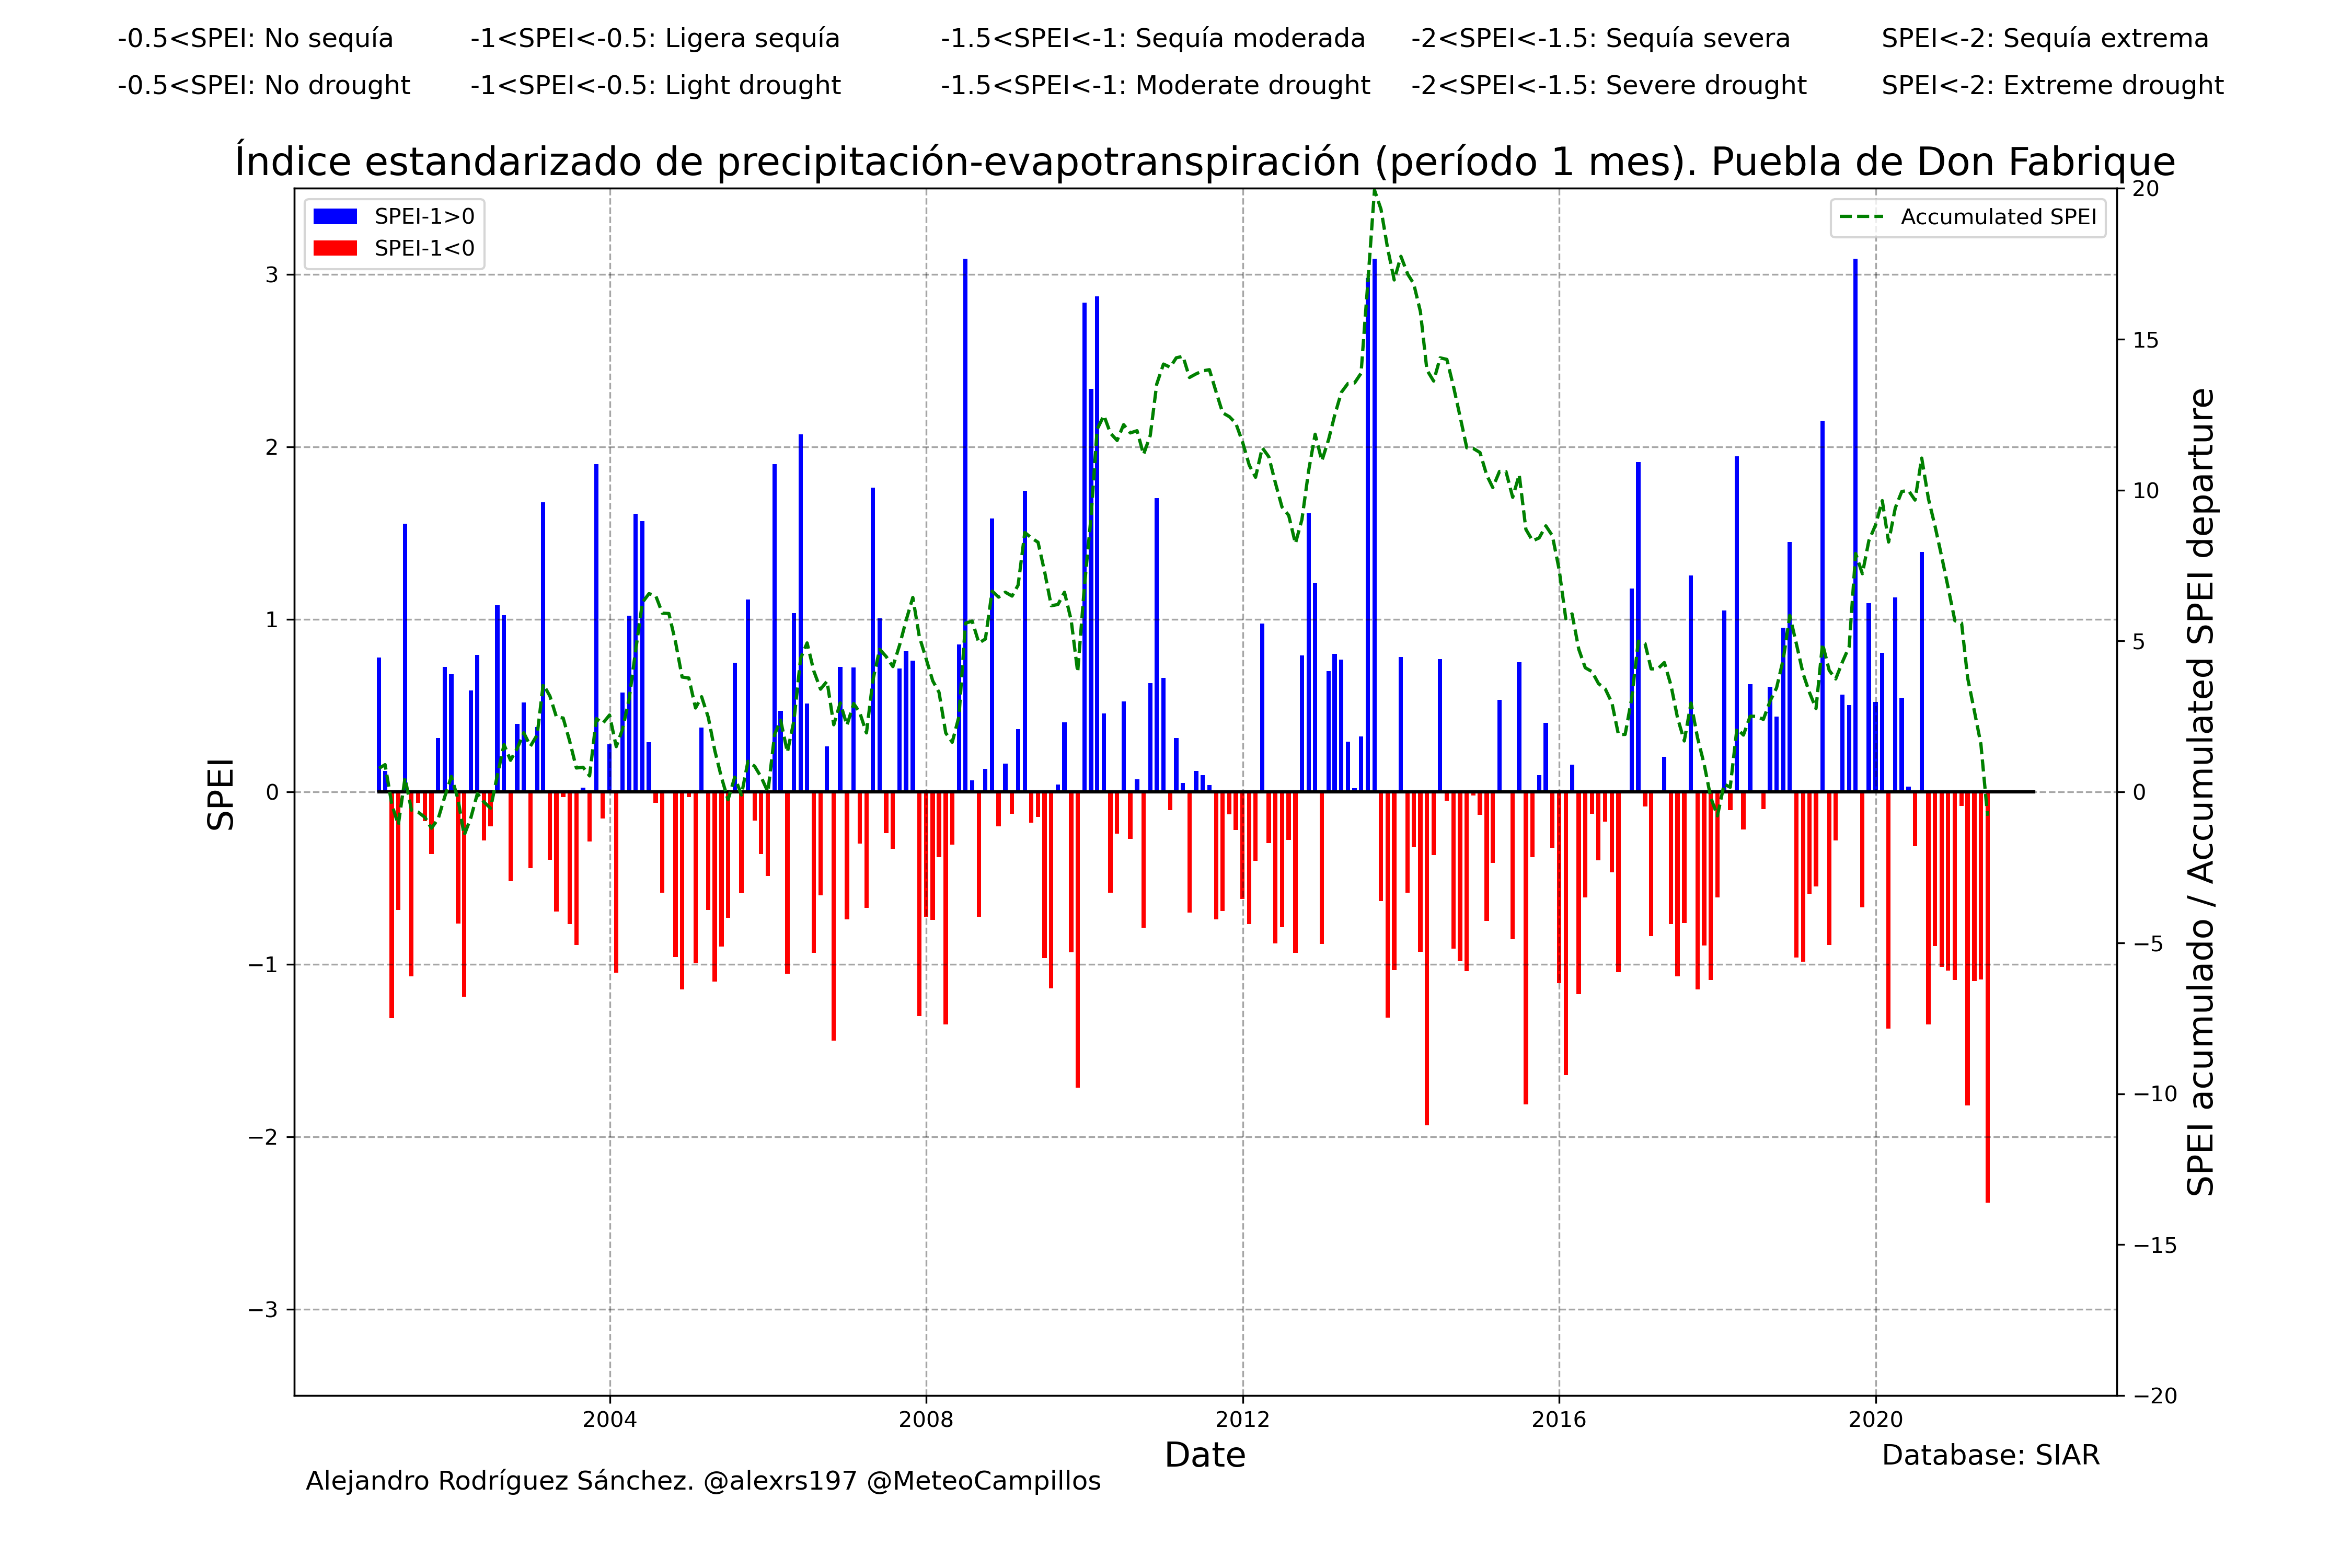 -0.5<SPEI: No sequía -1<SPEI<-0.5: Ligera sequía -1.5<SPEI<-1: Sequía moderada -2<SPEI<-1.5: Sequía severa SPEI<-2: Sequía extrema
-0.5<SPEI: No drought -1<SPEI<-0.5: Light drought -1.5<SPEI<-1: Moderate drought -2<SPEI<-1.5: Severe drought SPEI<-2: Extreme drought
Índice estandarizado de precipitación-evapotranspiración (período 1 mes). Puebla de Don Fabrique
SPEI-1>0
SPEI-1<0
Accumulated SPEI
SPEI
3
2
1
0
−1
−2
−3
20
15
10
5
0
−5
−10
−15
−20
SPEI acumulado / Accumulated SPEI departure
2004 2008 2012 2016 2020
Date
Database: SIAR
Alejandro Rodríguez Sánchez. @alexrs197 @MeteoCampillos